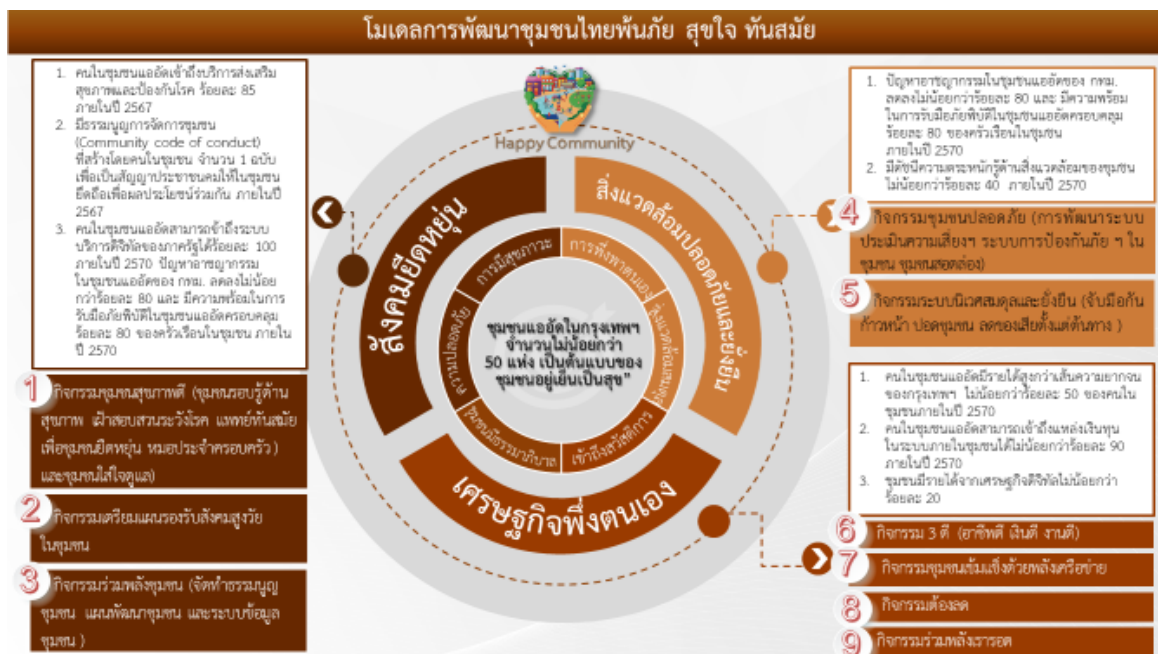 โมเดลการพัฒนาชุมชนไทยพ้นภัย สุขใจ ทันสมัย
1. คนในชุมชนแออัดเข้าถึงบริการส่งเสริม
สุขภาพและป้องกันโรค ร้อยละ 85
ภายในปี 2567
2. มีธรรมนูญการจัดการชุมชน
(Community code of conduct)
ที่สร้างโดยคนในชุมชน จำนวน 1 ฉบับ
เพื่อเป็นสัญญาประชาคมให้ในชุมชน
ยึดถือเพื่อผลประโยชน์ร่วมกัน ภายในปี
2567
3. คนในชุมชนแออัดสามารถเข้าถึงระบบ
บริการดิจิทัลของภาครัฐได้ร้อยละ 100
ภายในปี 2570 ปัญหาอาชญากรรม
ในชุมชนแออัดของ กทม. ลดลงไม่น้อย
กว่าร้อยละ 80 และ มีความพร้อมในการ
รับมือภัยพิบัติในชุมชนแออัดครอบคลุม
ร้อยละ 80 ของครัวเรือนในชุมชน ภายใน
ปี 2570
1 กิจกรรมชุมชนสุขภาพดี (ชุมชนรอบรู้ด้าน
สุขภาพ เฝ้าสอบสวนระวังโรค แพทย์ทันสมัย
เพื่อชุมชนยืดหยุ่น หมอประจำครอบครัว)
และชุมชนใส่ใจดูแล)
2 กิจกรรมเตรียมแผนรองรับสังคมสูงวัย
ในชุมชน
3 กิจกรรมร่วมพลังชุมชน (จัดทำธรรมนูญ
ชุมชน แผนพัฒนาชุมชน และระบบข้อมูล
ชุมชน )
Happy Community
สังคมยืดหยุ่น
สิ่งแวดล้อมปลอดภัยและยั่งยืน
เศรษฐกิจพึ่งตนเอง
การมีสุขภาวะ
การพึ่งพาตนเอง
ความปลอดภัย
ชุมชนมีธรรมาภิบาล
เข้าถึงสวัสดิการ
ชุมชนแออัดในกรุงเทพฯ
จำนวนไม่น้อยกว่า
50 แห่ง เป็นต้นแบบของ
ชุมชนอยู่เย็นเป็นสุข"
1. ปัญหาอาชญากรรมในชุมชนแออัดของ กทม.
ลดลงไม่น้อยกว่าร้อยละ 80 และ มีความพร้อม
ในการรับมือภัยพิบัติในชุมชนแออัดครอบคลุม
ร้อยละ 80 ของครัวเรือนในชุมชน
ภายในปี 2570
2. มีดัชนีความตระหนักรู้ด้านสิ่งแวดล้อมของชุมชน
ไม่น้อยกว่าร้อยละ 40 ภายในปี 2570
4 กิจกรรมชุมชนปลอดภัย (การพัฒนาระบบ
ประเมินความเสี่ยงฯ ระบบการป้องกันภัย ฯ ใน
ชุมชน ชุมชนสอดส่อง)
5 กิจกรรมระบบนิเวศสมดุลและยั่งยืน (จับมือกัน
ก้าวหน้า ปอดชุมชน ลดของเสียตั้งแต่ต้นทาง )
1. คนในชุมชนแออัดมีรายได้สูงกว่าเส้นความยากจน
ของกรุงเทพฯ ไม่น้อยกว่าร้อยละ 50 ของคนใน
ชุมชนภายในปี 2570
2. คนในชุมชนแออัดสามารถเข้าถึงแหล่งเงินทุน
ในระบบภายในชุมชนได้ไม่น้อยกว่าร้อยละ 90
ภายในปี 2570
3. ชุมชนมีรายได้จากเศรษฐกิจดิจิทัลไม่น้อยกว่า
ร้อยละ 20
6 กิจกรรม 3 ดี (อาชีพดี เงินดี งานดี)
7 กิจกรรมชุมชนเข้มแข็งด้วยพลังเครือข่าย
8 กิจกรรมต้องลด
9 กิจกรรมร่วมพลังเรารอด